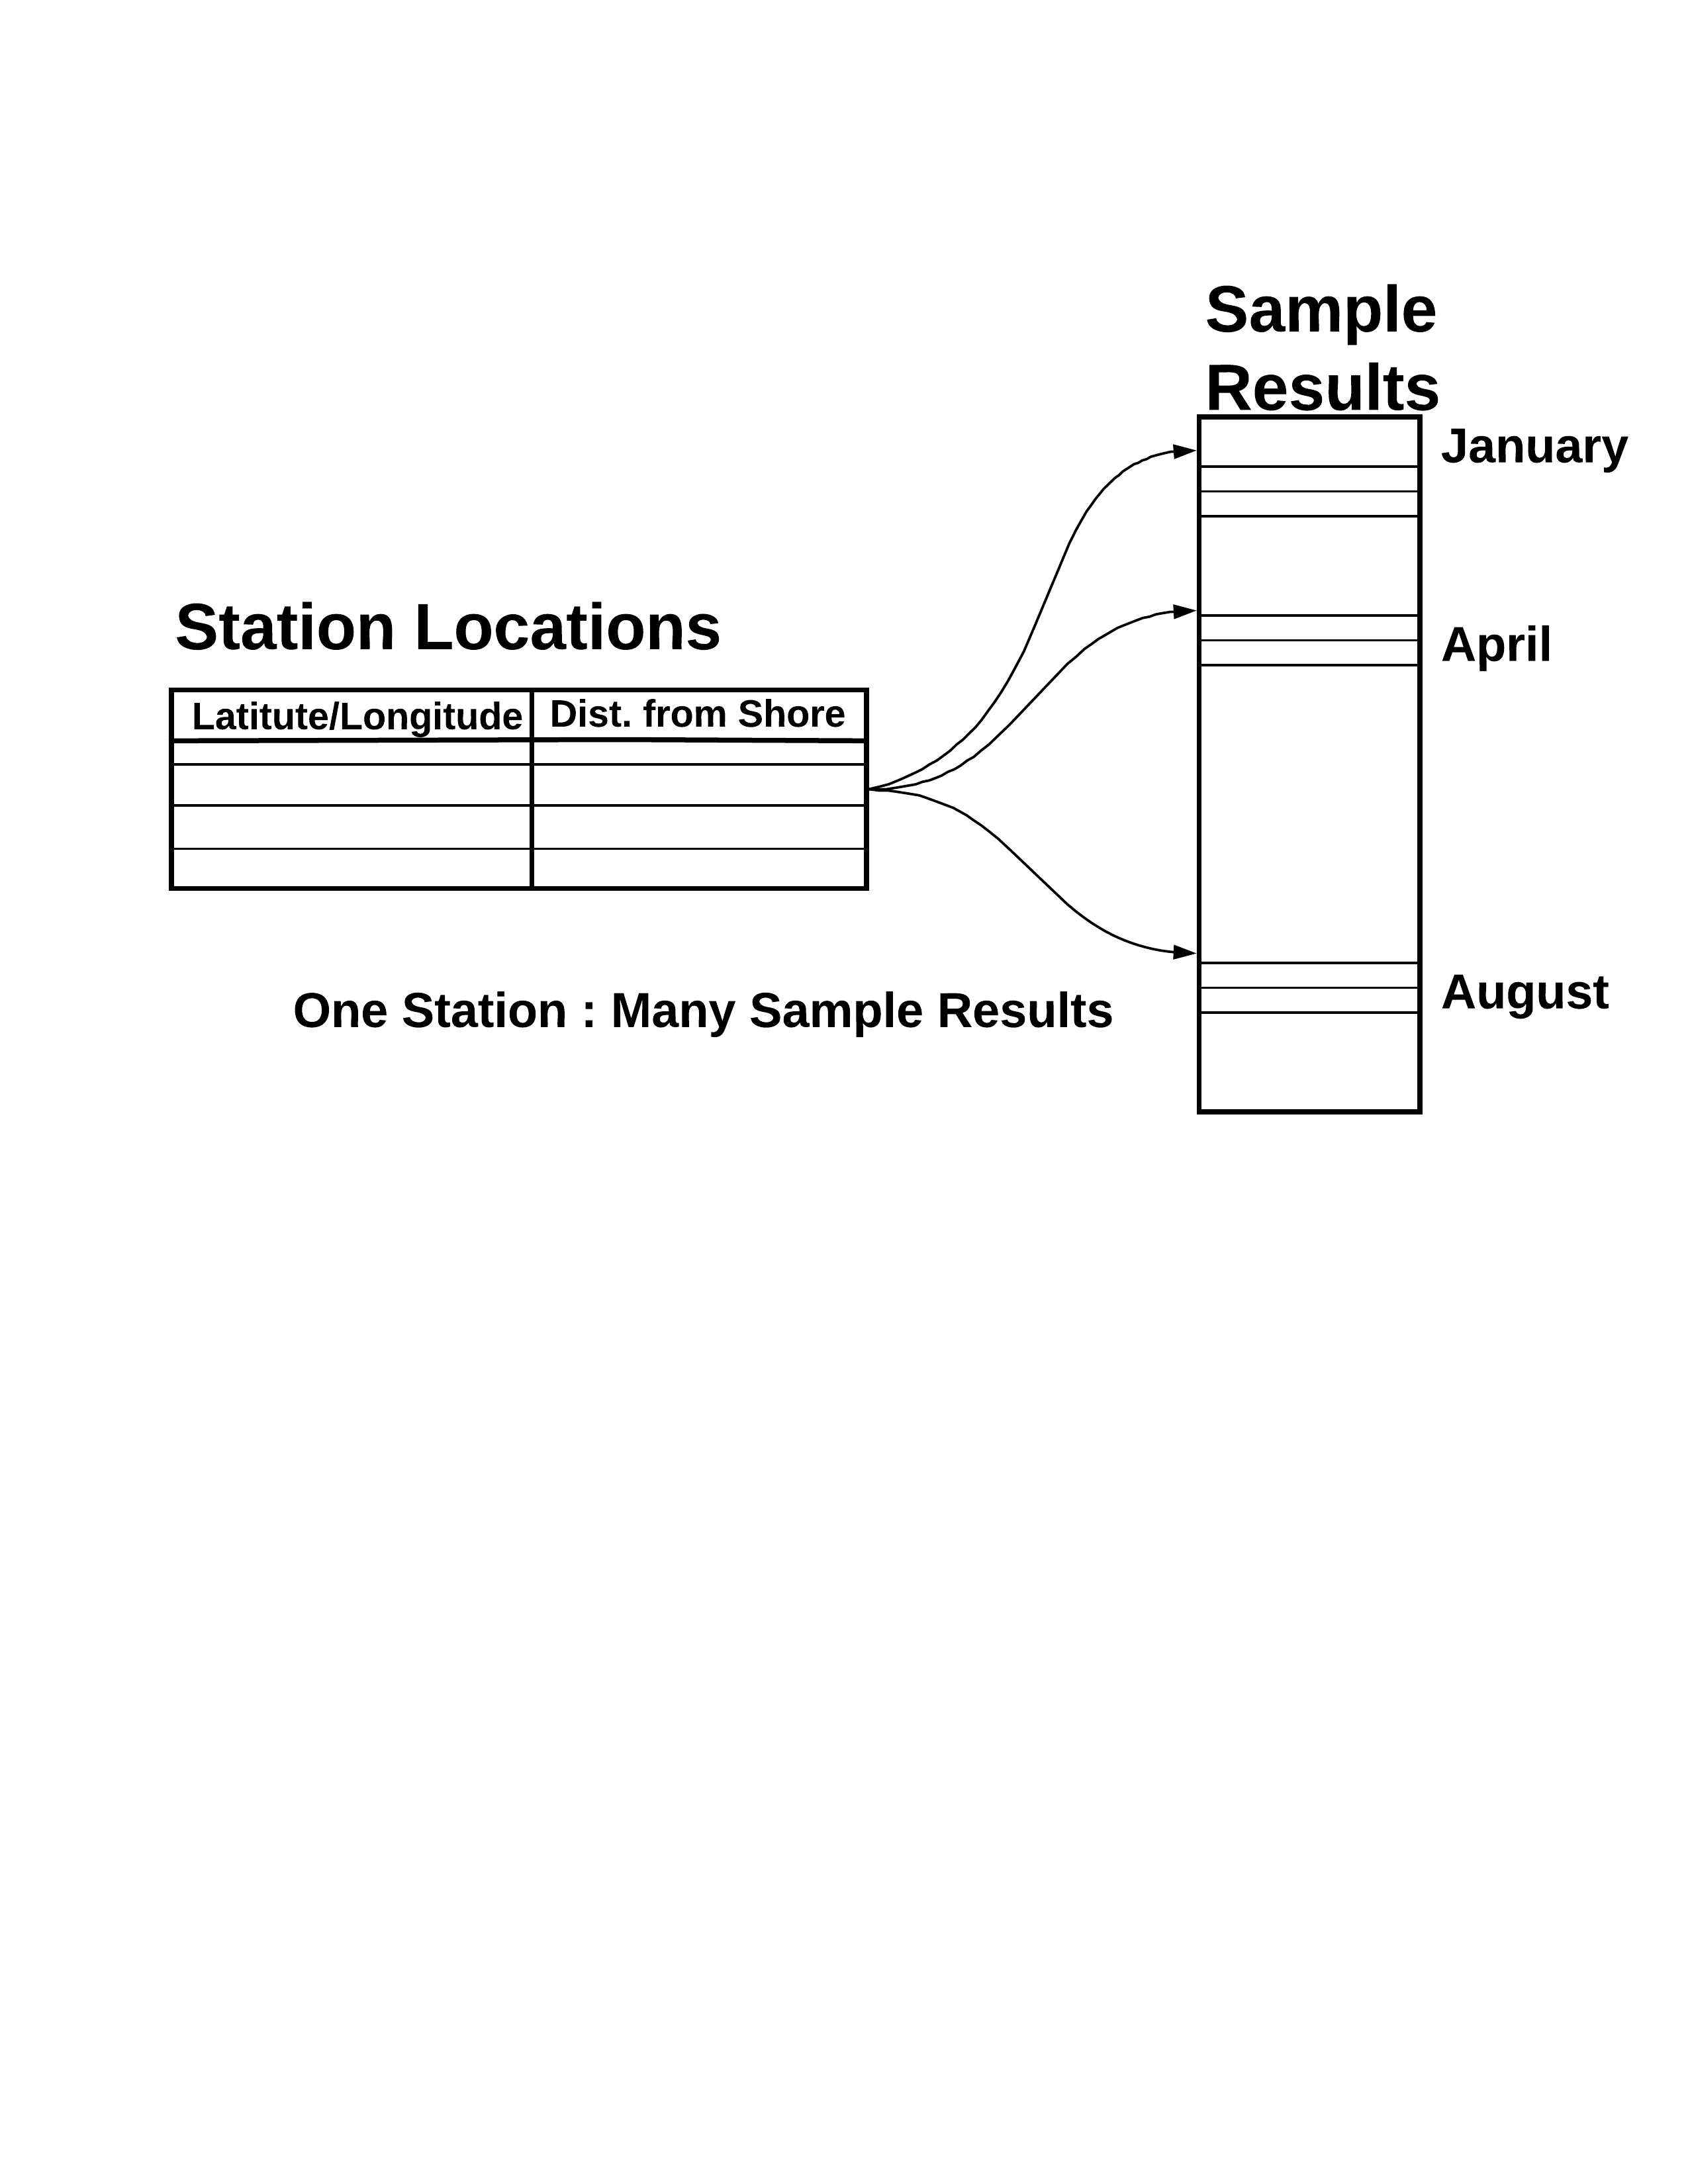 Sample
Results
January
Station Locations
April
Latitute/Longitude Dist. from Shore
August
One Station : Many Sample Results